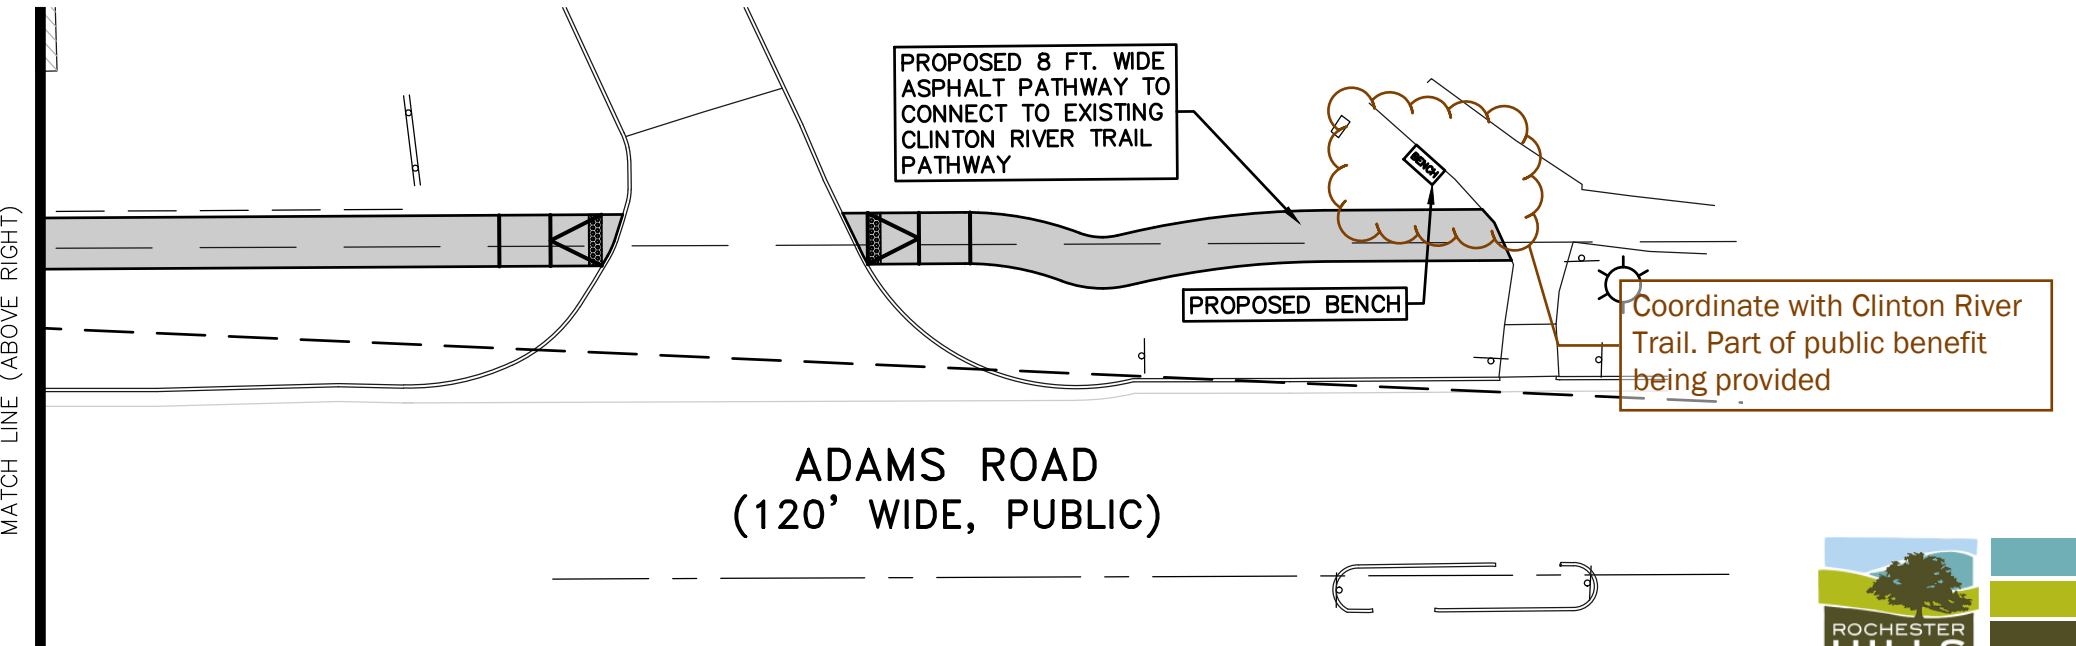 MATCH LINE (ABOVE RIGHT)
PROPOSED 8 FT. WIDE
ASPHALT PATHWAY TO
CONNECT TO EXISTING
CLINTON RIVER TRAIL
PATHWAY
BENCH
PROPOSED BENCH
Coordinate with Clinton River
Trail. Part of public benefit
being provided
ADAMS ROAD
(120' WIDE, PUBLIC)
ROCHESTER
HILLS